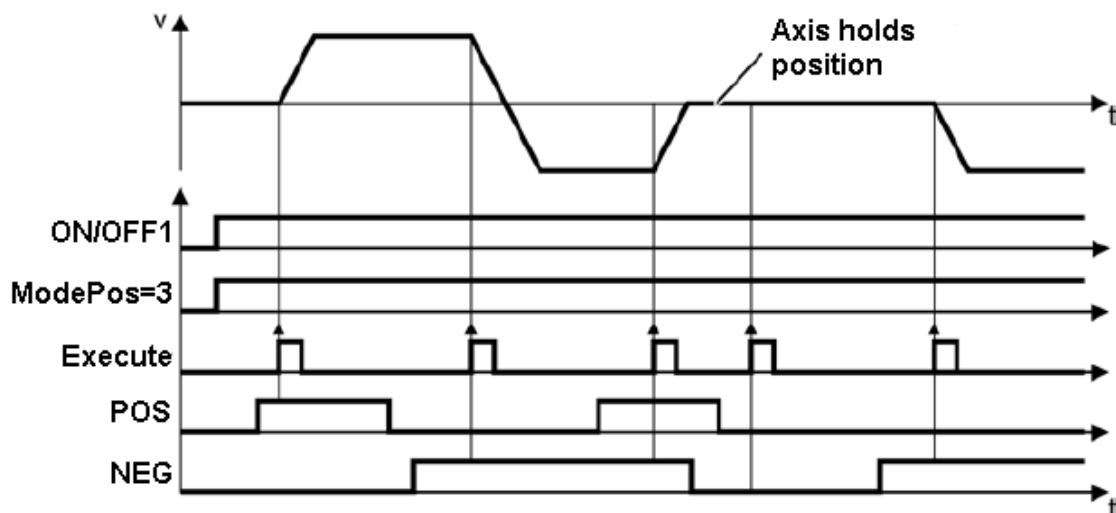 v
Axis holds
position
t
ON/OFF1
ModePos=3
Execute
POS
NEG
t